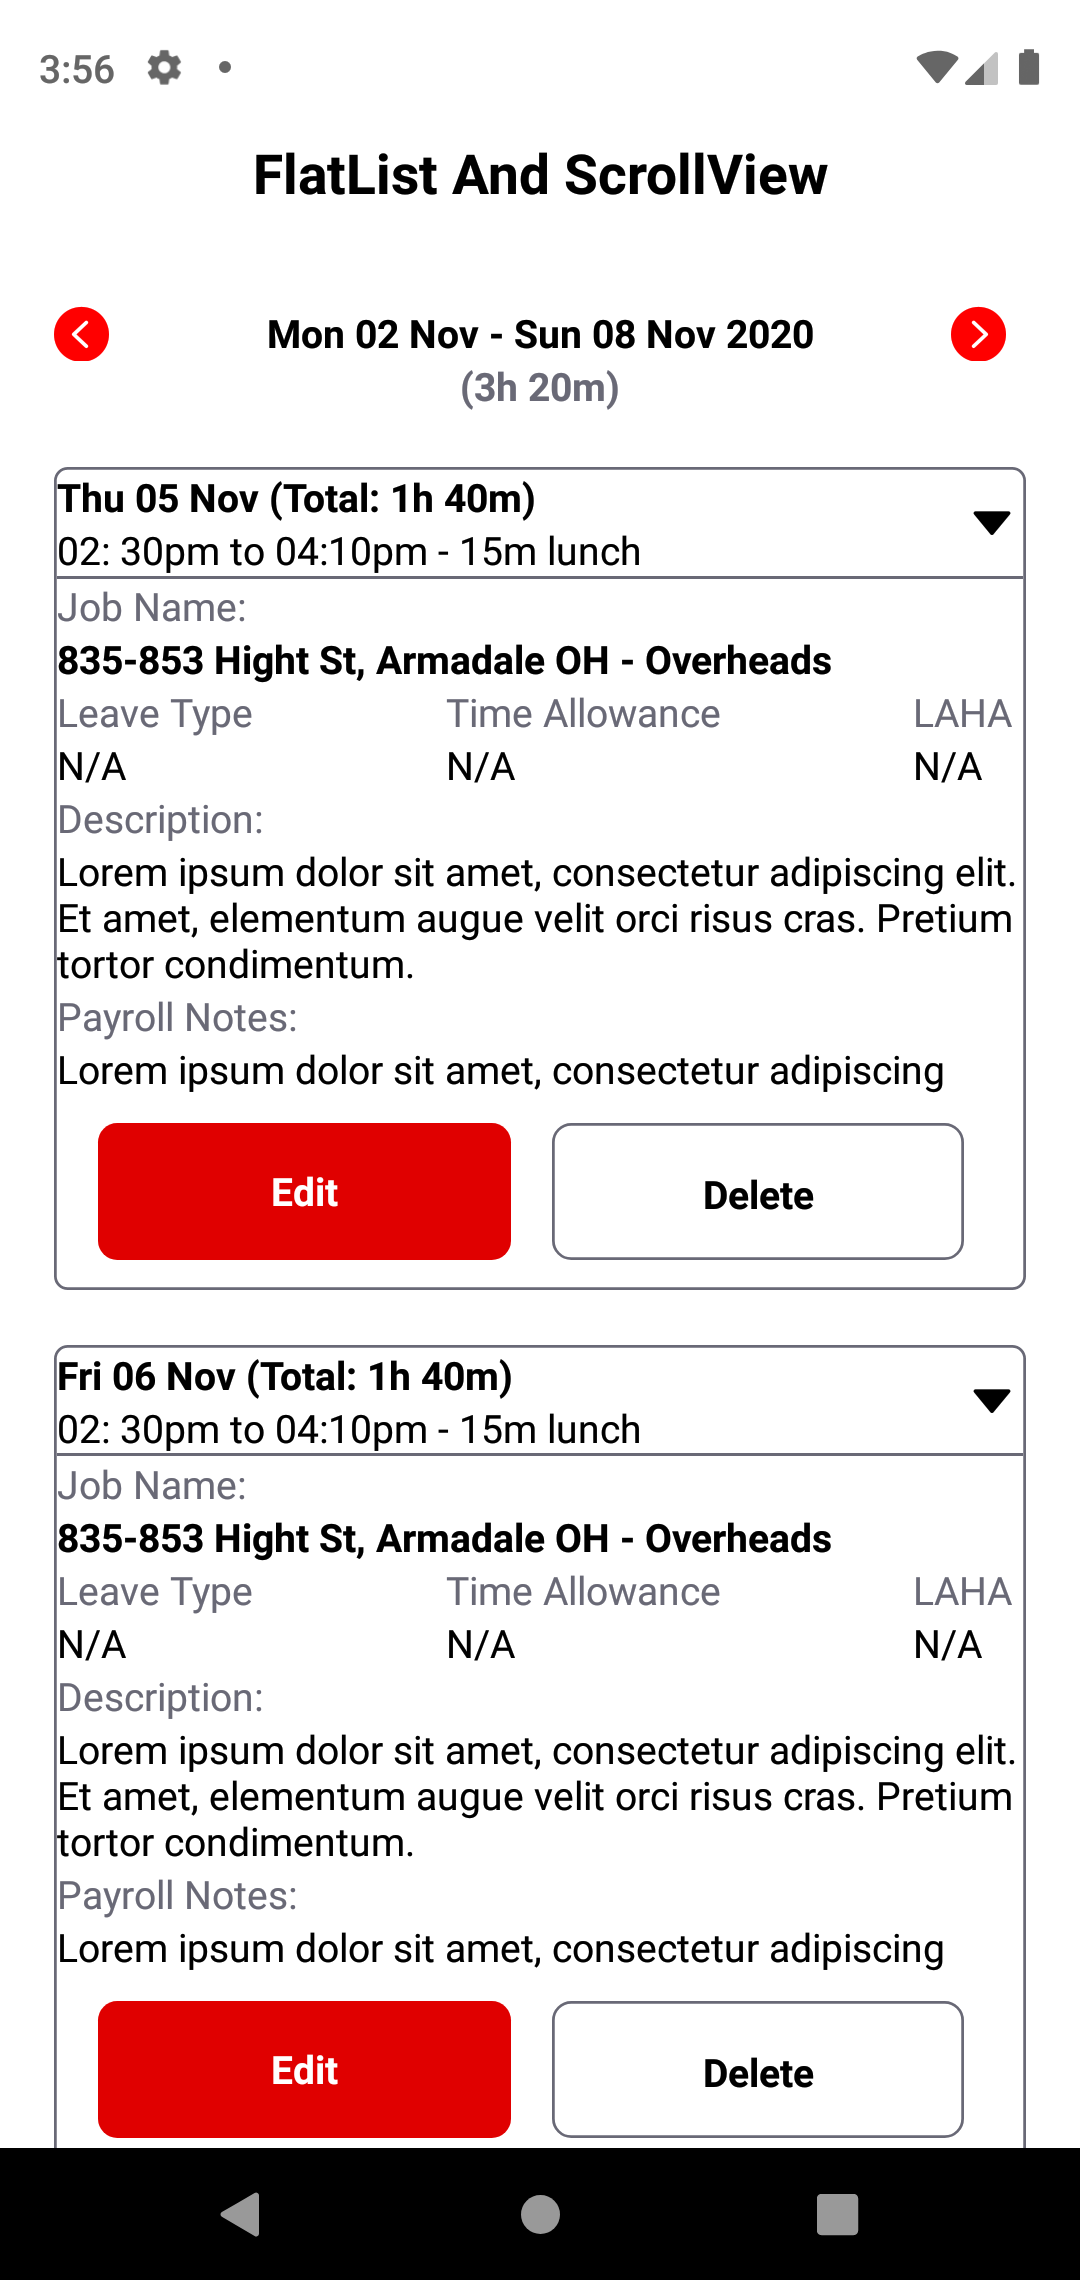 3:56
FlatList And ScrollView
Mon 02 Nov - Sun 08 Nov 2020
(3h 20m)
Thu 05 Nov (Total: 1h 40m)
02: 30pm to 04:10pm - 15m lunch
Job Name:
835-853 Hight St, Armadale OH - Overheads
Leave Type Time Allowance LAHA
N/A N/A N/A
Description:
Lorem ipsum dolor sit amet, consectetur adipiscing elit.
Et amet, elementum augue velit orci risus cras. Pretium
tortor condimentum.
Payroll Notes:
Lorem ipsum dolor sit amet, consectetur adipiscing
Edit Delete
Fri 06 Nov (Total: 1h 40m)
02: 30pm to 04:10pm - 15m lunch
Job Name:
835-853 Hight St, Armadale OH - Overheads
Leave Type Time Allowance LAHA
N/A N/A N/A
Description:
Lorem ipsum dolor sit amet, consectetur adipiscing elit.
Et amet, elementum augue velit orci risus cras. Pretium
tortor condimentum.
Payroll Notes:
Lorem ipsum dolor sit amet, consectetur adipiscing
Edit Delete